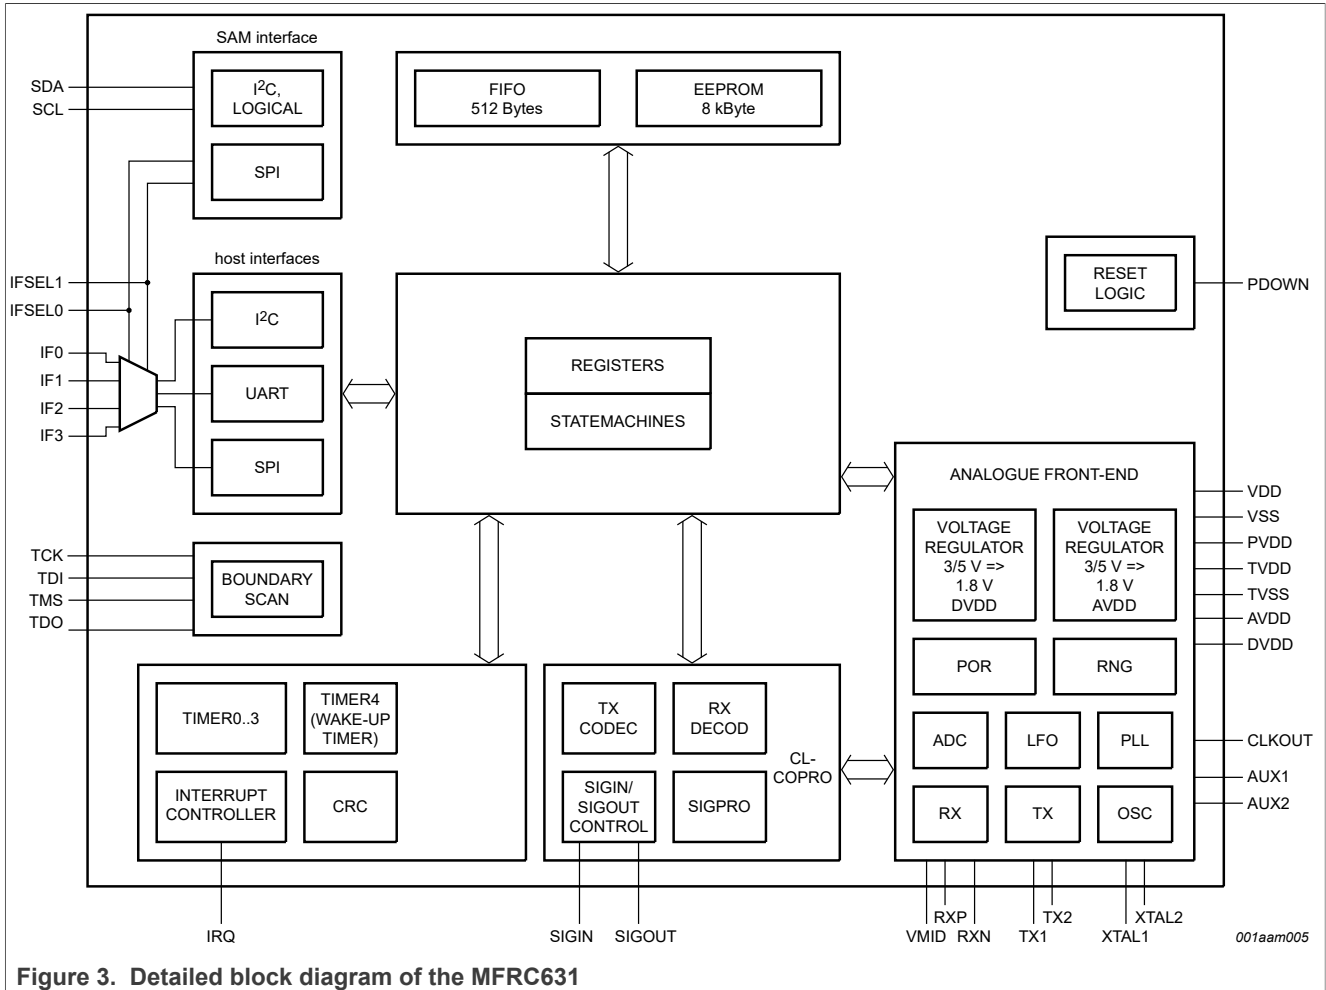 SAM interface
SDA
SCL
I2C,
LOGICAL
SPI
FIFO
512 Bytes
EEPROM
8 kByte
host interfaces
IFSEL1
IFSEL0
IF0
IF1
IF2
IF3
I2C
UART
SPI
REGISTERS
STATEMACHINES
RESET
LOGIC
PDOWN
TCK
TDI
TMS
TDO
BOUNDARY
SCAN
ANALOGUE FRONT-END
VOLTAGE
REGULATOR
3/5 V =>
1.8 V
DVDD
VOLTAGE
REGULATOR
3/5 V =>
1.8 V
AVDD
POR
RNG
ADC
LFO
PLL
RX
TX
OSC
VDD
VSS
PVDD
TVDD
TVSS
AVDD
DVDD
CLKOUT
AUX1
AUX2
TIMER0..3
TIMER4
(WAKE-UP
TIMER)
INTERRUPT
CONTROLLER
CRC
TX
CODEC
RX
DECOD
CL-
COPRO
SIGIN/
SIGOUT
CONTROL
SIGPRO
IRQ
SIGIN
SIGOUT
VMID
RXP
RXN
TX1
TX2
XTAL1
XTAL2
001aam005
Figure 3. Detailed block diagram of the MFRC631